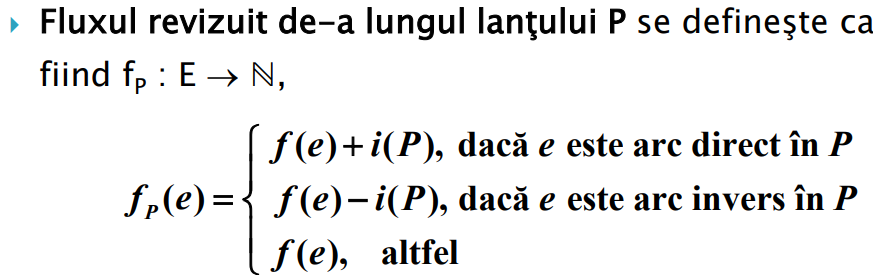 Fluxul revizuit de-a lungul lanţului P se defineşte ca
fiind f_P : E → ℕ,
f(e)+i(P), dacă e este arc direct în P
f_P(e)= { f(e)−i(P), dacă e este arc invers în P
f(e), altfel